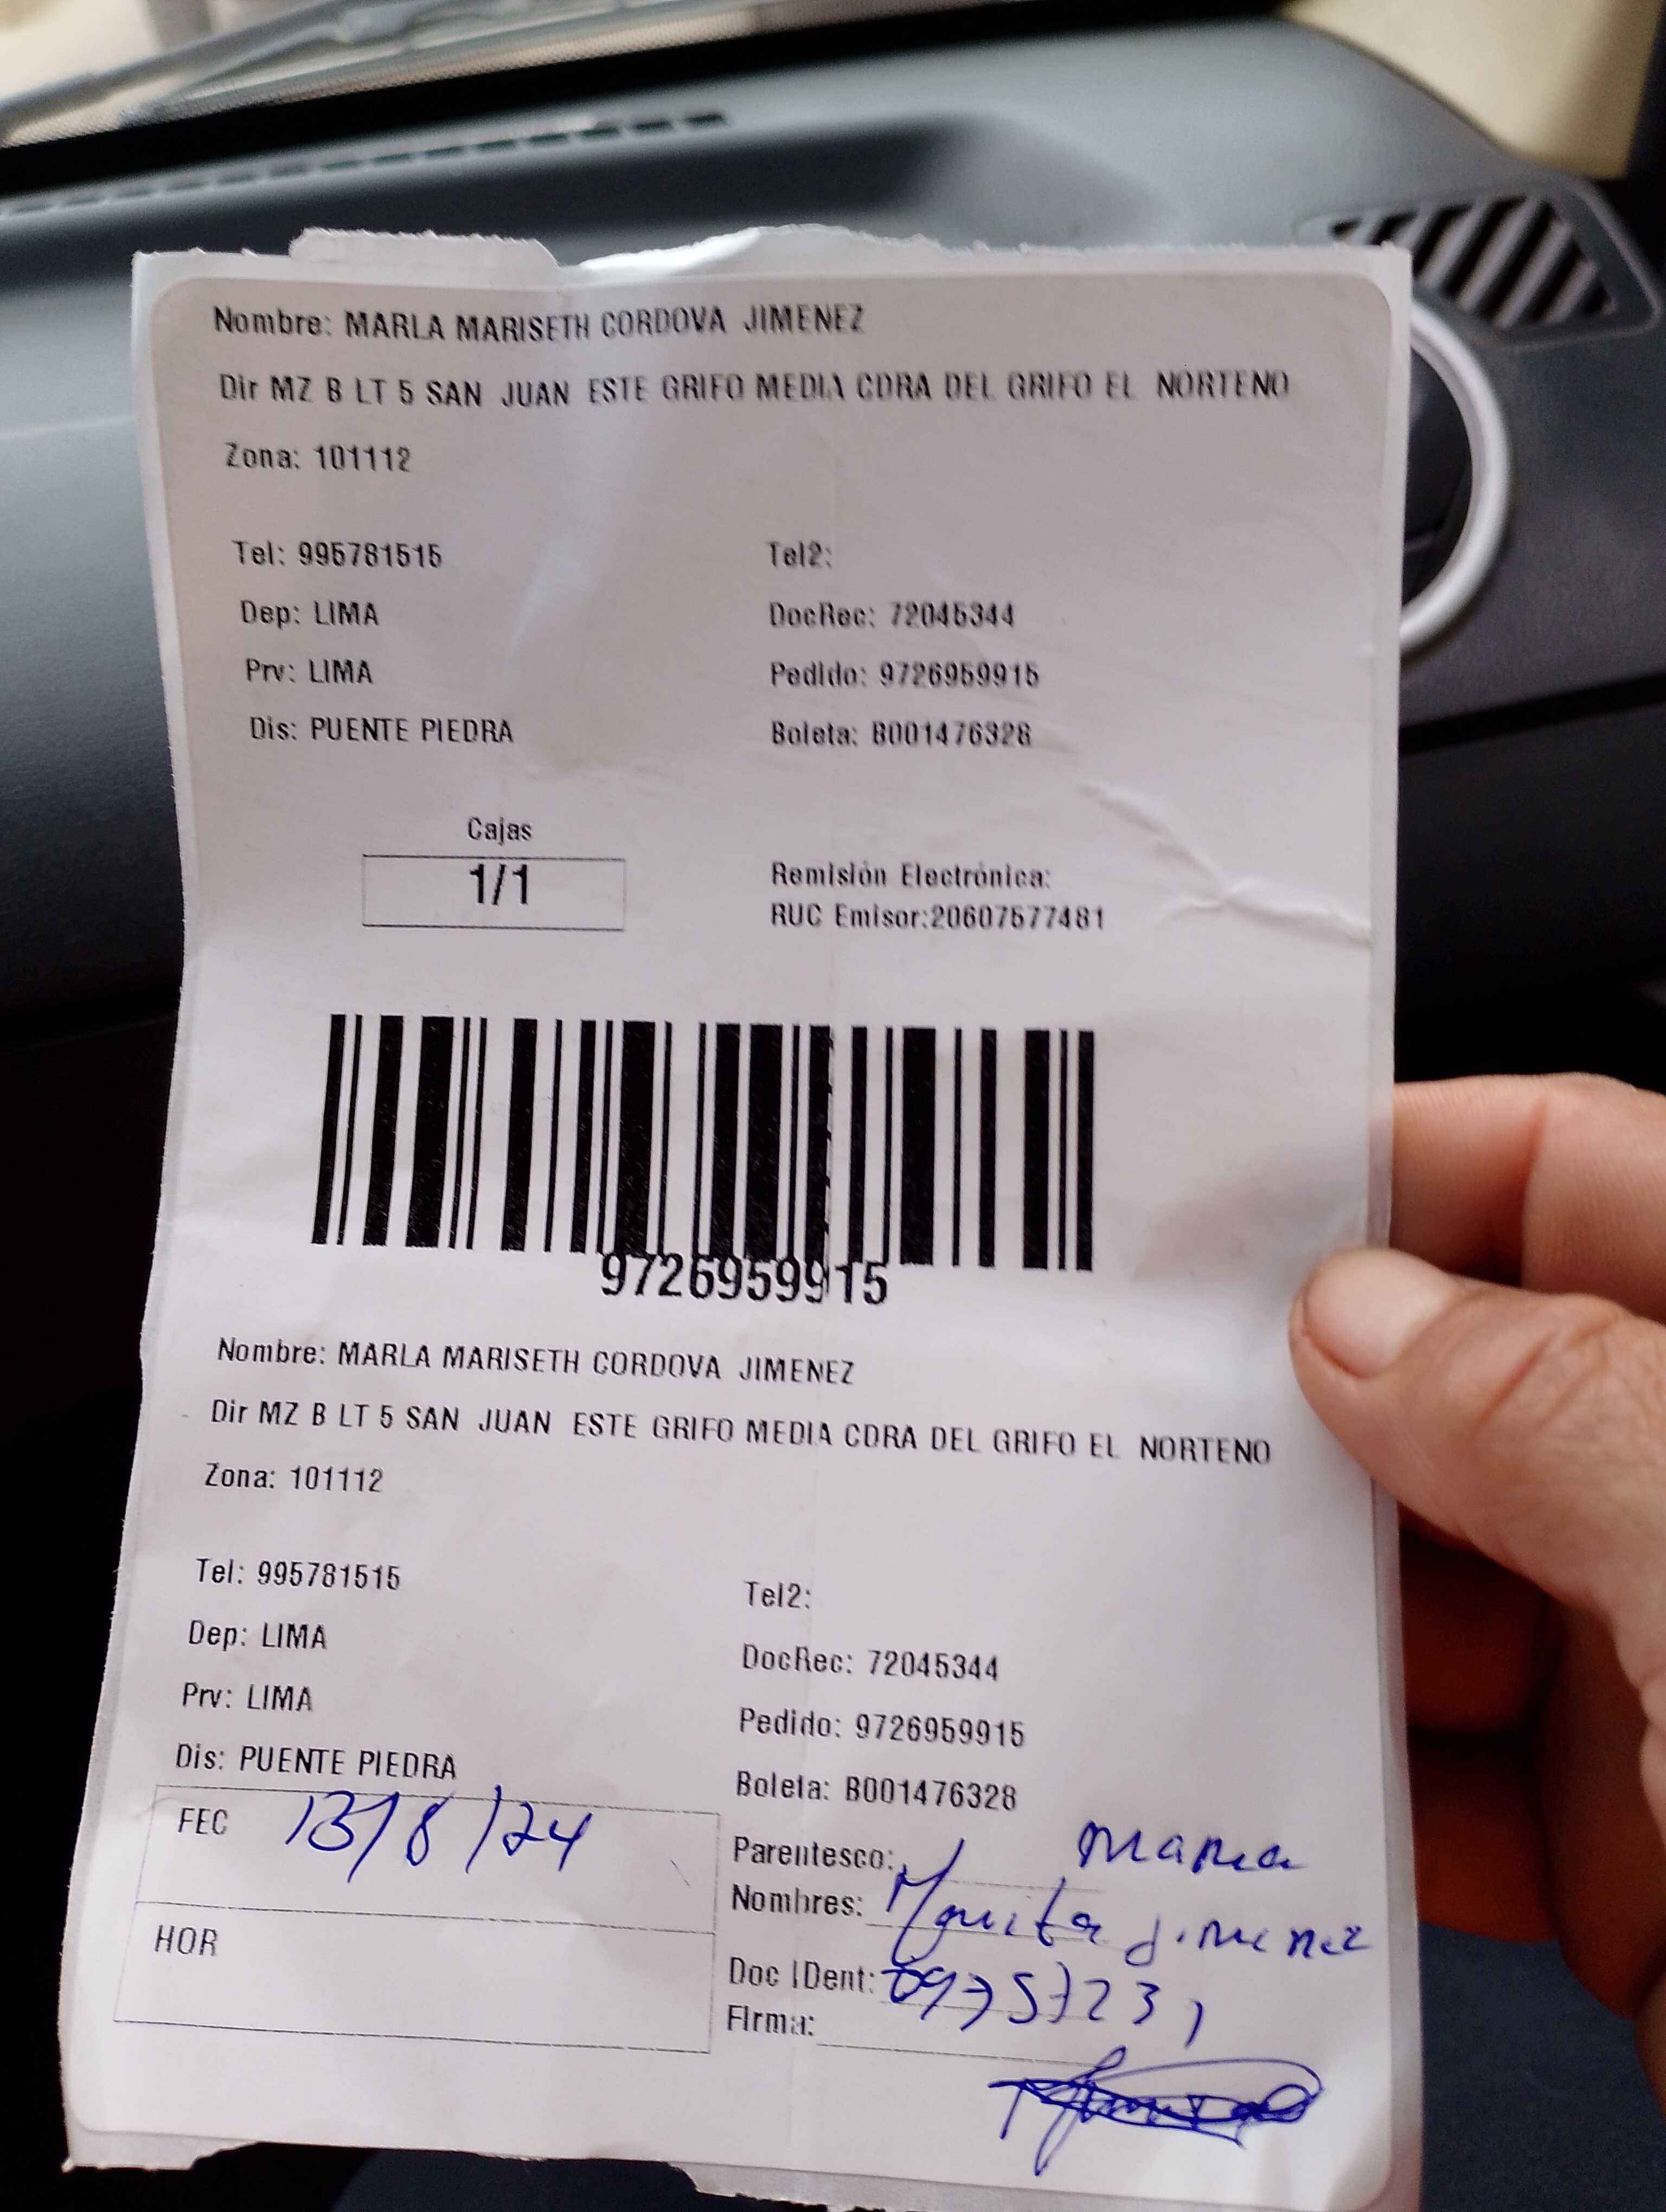 Nombre: MARLA MARISETH CORDOVA JIMENEZ
Dir MZ B LT 5 SAN JUAN ESTE GRIFO MEDIA CDRA DEL GRIFO EL NORTENO
Zona: 101112
Tel: 995781515 Tel2:
Dep: LIMA DocRec: 72045344
Prv: LIMA Pedido: 9726959915
Dis: PUENTE PIEDRA Boleta: B001476328
Cajas
1/1
Remisión Electrónica:
RUC Emisor:20607577481
9726959915
Nombre: MARLA MARISETH CORDOVA JIMENEZ
Dir MZ B LT 5 SAN JUAN ESTE GRIFO MEDIA CDRA DEL GRIFO EL NORTENO
Zona: 101112
Tel: 995781515 Tel2:
Dep: LIMA DocRec: 72045344
Prv: LIMA Pedido: 9726959915
Dis: PUENTE PIEDRA Boleta: B001476328
FEC 13/8/24
Parentesco: mama
Nombres: Jimenez
HOR
Doc IDent:
Firma: